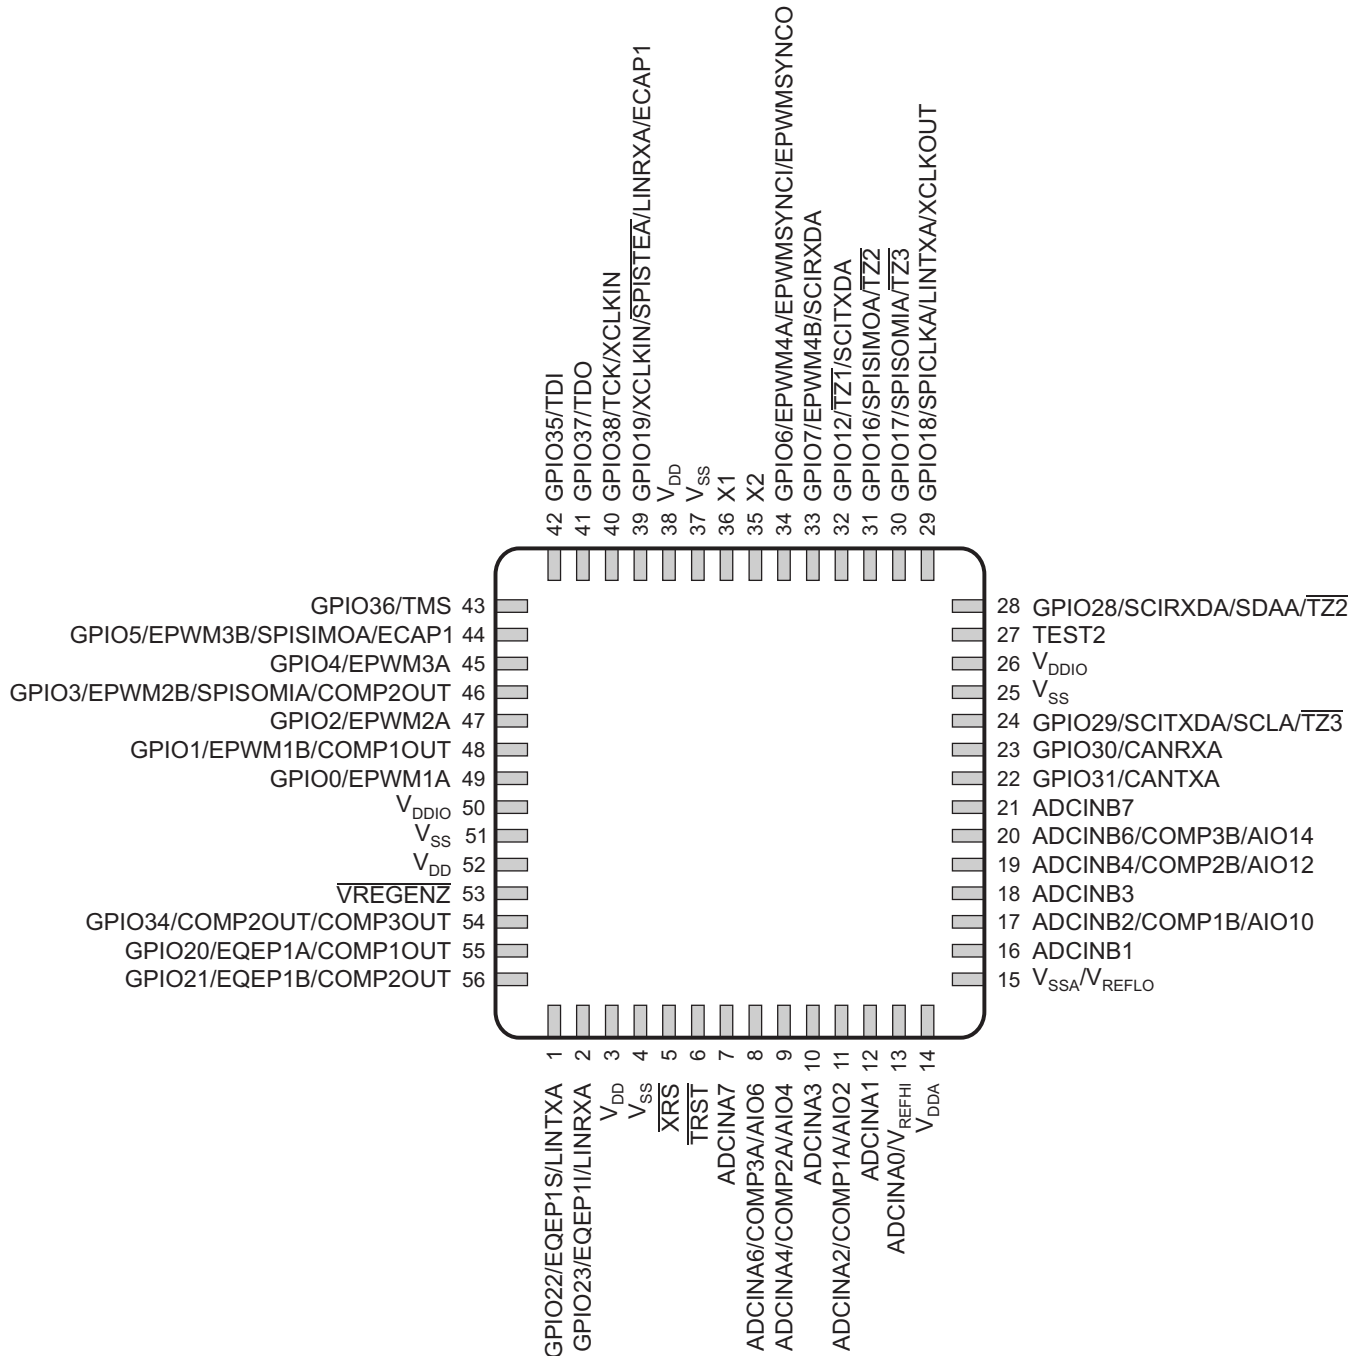 42 GPIO35/TDI
41 GPIO37/TDO
40 GPIO38/TCK/XCLKIN
39 GPIO19/XCLKIN/SPISTEA/LINRXA/ECAP1
38 VDD
37 VSS
36 X1
35 X2
34 GPIO6/EPWM4A/EPWMSYNCI/EPWMSYNCO
33 GPIO7/EPWM4B/SCIRXDA
32 GPIO12/TZ1/SCITXDA
31 GPIO16/SPISIMOA/TZ2
30 GPIO17/SPISOMIA/TZ3
29 GPIO18/SPICLKA/LINTXA/XCLKOUT
GPIO36/TMS 43
GPIO5/EPWM3B/SPISIMOA/ECAP1 44
GPIO4/EPWM3A 45
GPIO3/EPWM2B/SPISOMIA/COMP2OUT 46
GPIO2/EPWM2A 47
GPIO1/EPWM1B/COMP1OUT 48
GPIO0/EPWM1A 49
VDDIO 50
VSS 51
VDD 52
VREGENZ 53
GPIO34/COMP2OUT/COMP3OUT 54
GPIO20/EQEP1A/COMP1OUT 55
GPIO21/EQEP1B/COMP2OUT 56
28 GPIO28/SCIRXDA/SDAA/TZ2
27 TEST2
26 VDDIO
25 VSS
24 GPIO29/SCITXDA/SCLA/TZ3
23 GPIO30/CANRXA
22 GPIO31/CANTXA
21 ADCINB7
20 ADCINB6/COMP3B/AIO14
19 ADCINB4/COMP2B/AIO12
18 ADCINB3
17 ADCINB2/COMP1B/AIO10
16 ADCINB1
15 VSSA/VREFLO
GPIO22/EQEP1S/LINTXA 1
GPIO23/EQEP1I/LINRXA 2
VDD 3
VSS 4
XRS 5
TRST 6
ADCINA7 7
ADCINA6/COMP3A/AIO6 8
ADCINA4/COMP2A/AIO4 9
ADCINA3 10
ADCINA2/COMP1A/AIO2 11
ADCINA1 12
ADCINA0/VREFHI 13
VDDA 14